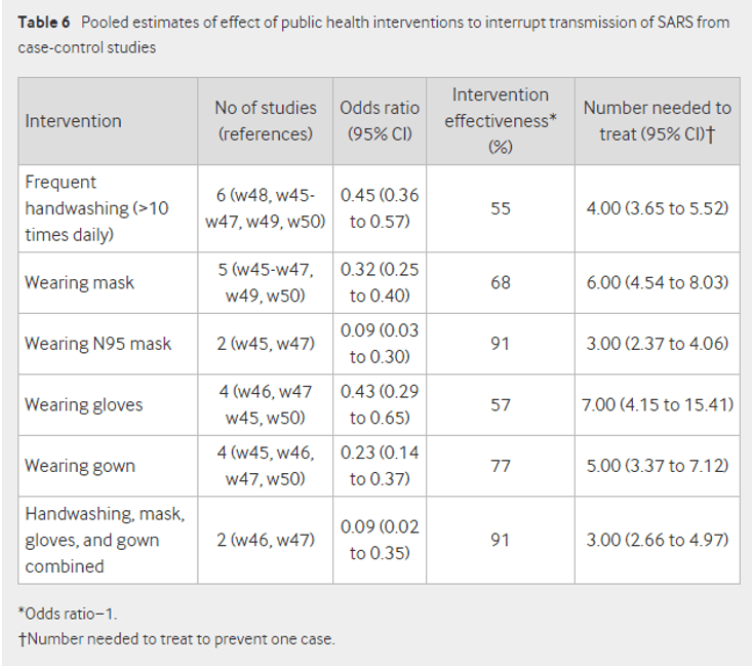 Table 6 Pooled estimates of effect of public health interventions to interrupt transmission of SARS from
case-control studies
Intervention
No of studies
(references)
Odds ratio
(95% CI)
Intervention
effectiveness*
(%)
Number needed to
treat (95% CI)†
Frequent
handwashing (>10
times daily)
6 (w48, w45-
w47, w49, w50)
0.45 (0.36
to 0.57)
55
4.00 (3.65 to 5.52)
Wearing mask
5 (w45-w47,
w49, w50)
0.32 (0.25
to 0.40)
68
6.00 (4.54 to 8.03)
Wearing N95 mask
2 (w45, w47)
0.09 (0.03
to 0.30)
91
3.00 (2.37 to 4.06)
Wearing gloves
4 (w46, w47
w45, w50)
0.43 (0.29
to 0.65)
57
7.00 (4.15 to 15.41)
Wearing gown
4 (w45, w46,
w47, w50)
0.23 (0.14
to 0.37)
77
5.00 (3.37 to 7.12)
Handwashing, mask,
gloves, and gown
combined
2 (w46, w47)
0.09 (0.02
to 0.35)
91
3.00 (2.66 to 4.97)
*Odds ratio−1.
†Number needed to treat to prevent one case.